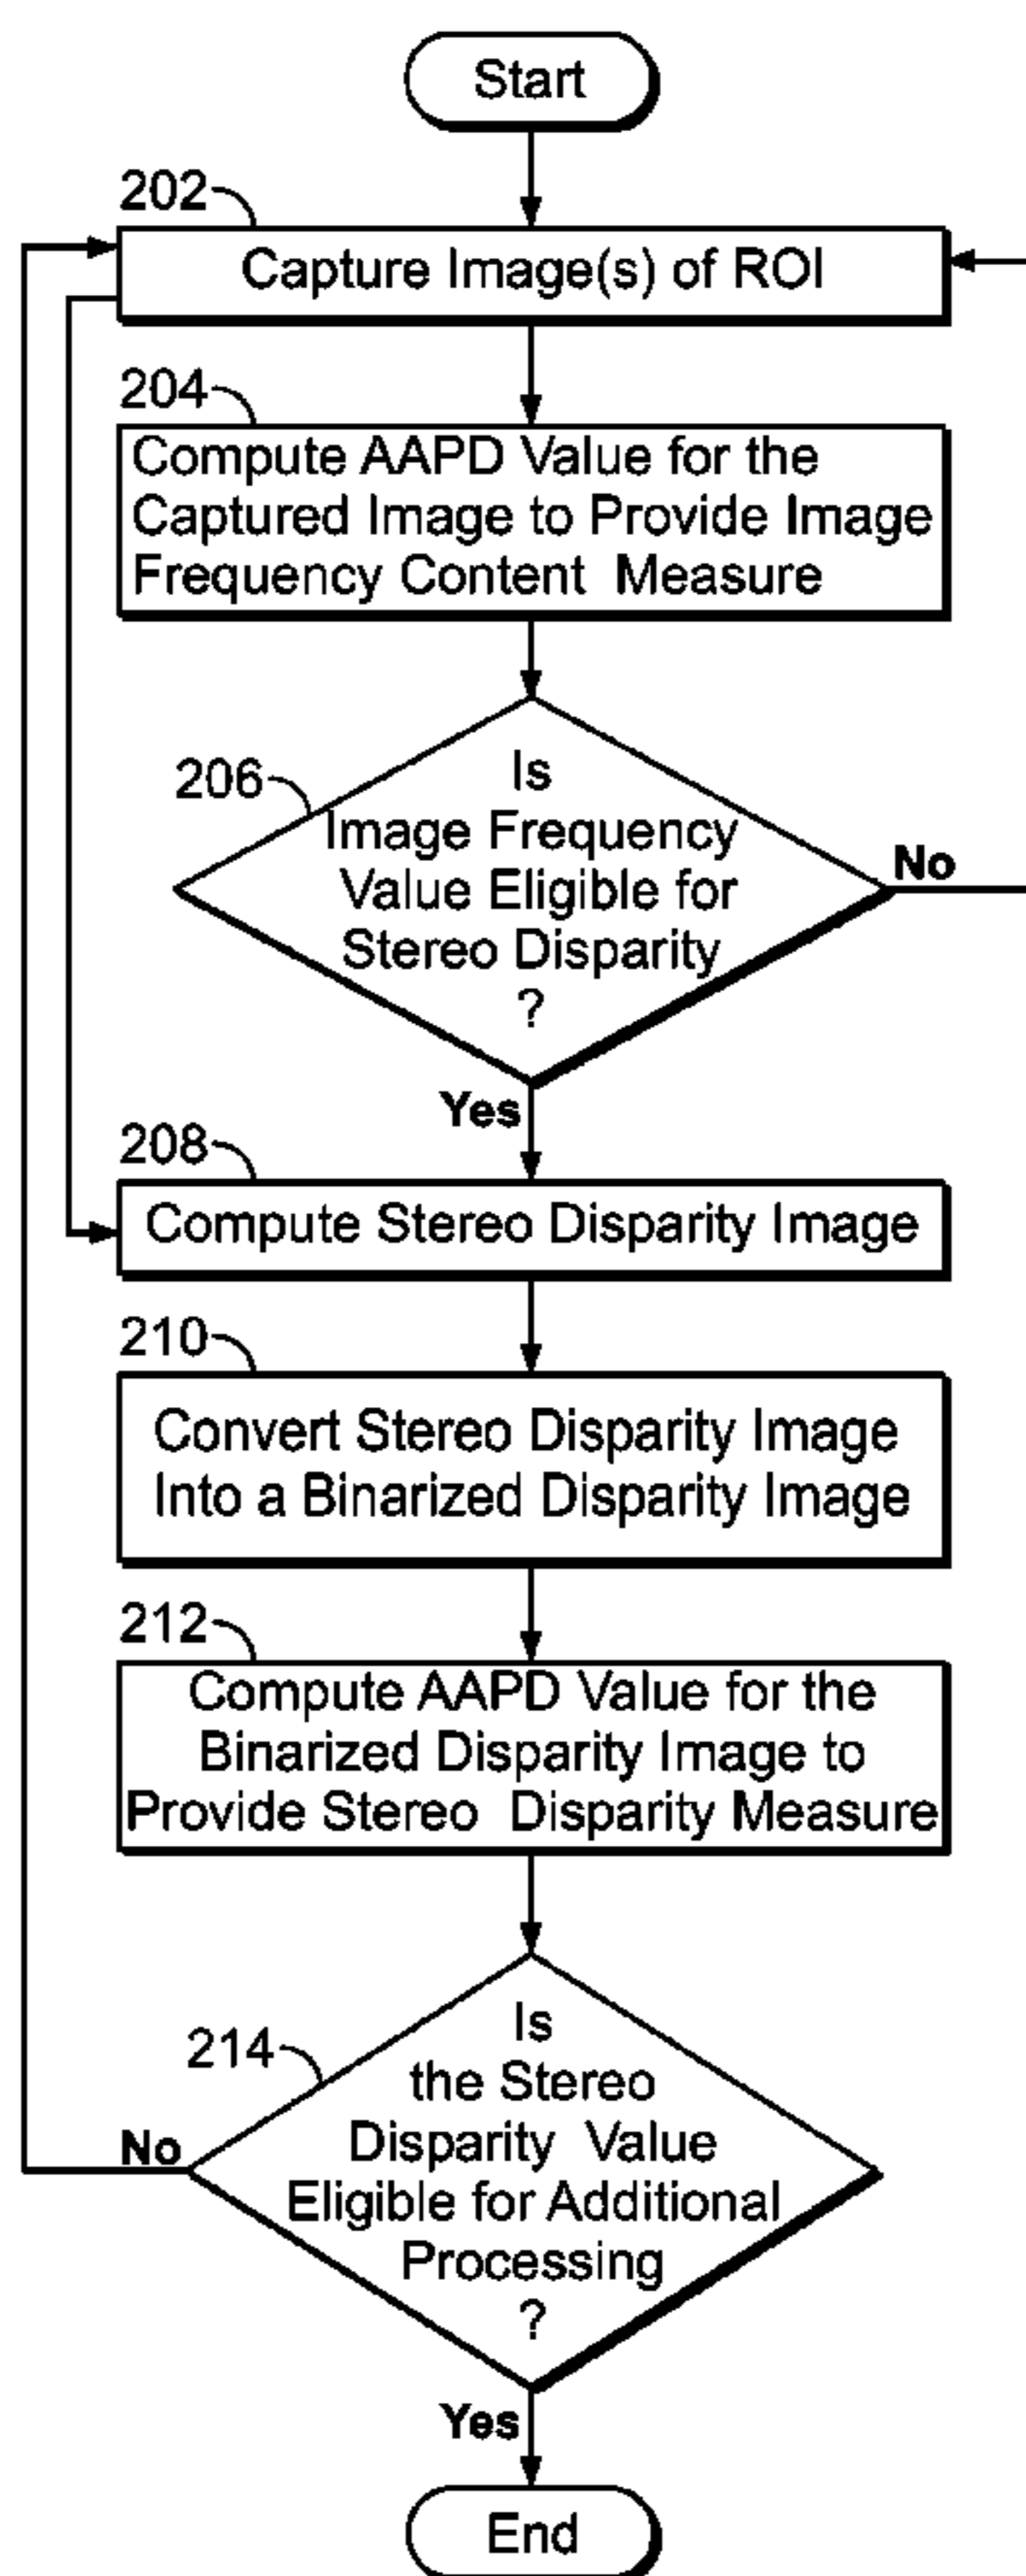 Start
202
Capture Image(s) of ROI
204
Compute AAPD Value for the
Captured Image to Provide Image
Frequency Content Measure
206
Is
Image Frequency
Value Eligible for
Stereo Disparity
?
No
Yes
208
Compute Stereo Disparity Image
210
Convert Stereo Disparity Image
Into a Binarized Disparity Image
212
Compute AAPD Value for the
Binarized Disparity Image to
Provide Stereo Disparity Measure
214
Is
the Stereo
Disparity Value
Eligible for Additional
Processing
?
No
Yes
End